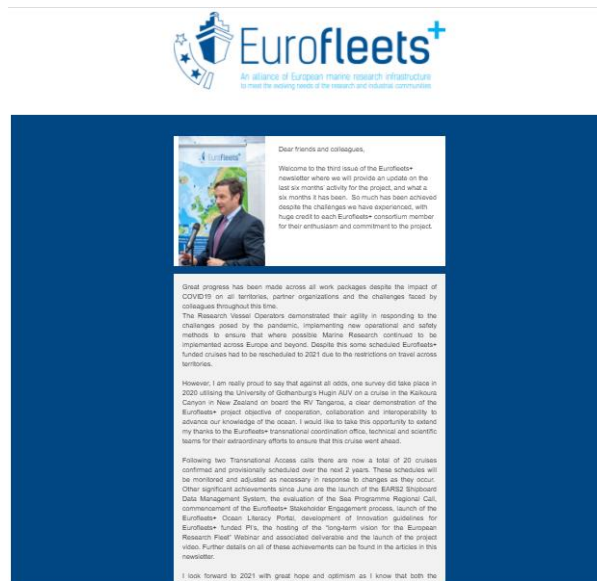 Eurofleets+
An alliance of European marine research infrastructure
to meet the evolving needs of the research and industrial communities
Eurofleets+
Dear friends and colleagues,
Welcome to the third issue of the Eurofleets+
newsletter where we will provide an update on the
last six months' activity for the project, and what a
six months it has been. So much has been achieved
despite the challenges we have experienced, with
huge credit to each Eurofleets+ consortium member
for their enthusiasm and commitment to the project.
Great progress has been made across all work packages despite the impact of
COVID19 on all territories, partner organizations and the challenges faced by
colleagues throughout this time.
The Research Vessel Operators demonstrated their agility in responding to the
challenges posed by the pandemic, implementing new operational and safety
methods to ensure that where possible Marine Research continued to be
implemented across Europe and beyond. Despite this some scheduled Eurofleets+
funded cruises had to be rescheduled to 2021 due to the restrictions on travel across
territories.
However, I am really proud to say that against all odds, one survey did take place in
2020 utilising the University of Gothenburg's Hugin AUV on a cruise in the Kaikoura
Canyon in New Zealand on board the RV Tangaroa, a clear demonstration of the
Eurofleets+ project objective of cooperation, collaboration and interoperability to
advance our knowledge of the ocean. I would like to take this opportunity to extend
my thanks to the Eurofleets+ transnational coordination office, technical and scientific
teams for their extraordinary efforts to ensure that this cruise went ahead.
Following two Transnational Access calls there are now a total of 20 cruises
confirmed and provisionally scheduled over the next 2 years. These schedules will
be monitored and adjusted as necessary in response to changes as they occur.
Other significant achievements since June are the launch of the EARS2 Shipboard
Data Management System, the evaluation of the Sea Programme Regional Call,
commencement of the Eurofleets+ Stakeholder Engagement process, launch of the
Eurofleets+ Ocean Literacy Portal, development of Innovation guidelines for
Eurofleets+ funded PI's, the hosting of the "long-term vision for the European
Research Fleet" Webinar and associated deliverable and the launch of the project
video. Further details on all of these achievements can be found in the articles in this
newsletter.
I look forward to 2021 with great hope and optimism as I know that both the